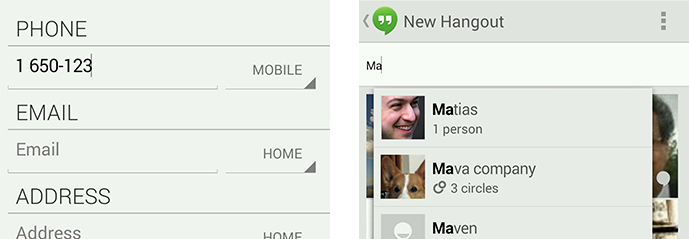 PHONE
1 650-123
MOBILE
EMAIL
Email
HOME
ADDRESS
Address
HOME
New Hangout
Ma
Matias
1 person
Mava company
3 circles
Maven